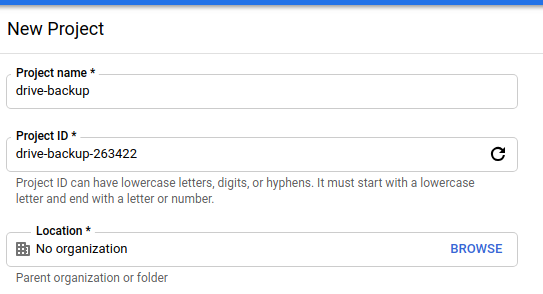 New Project
Project name *
drive-backup
Project ID *
drive-backup-263422
Project ID can have lowercase letters, digits, or hyphens. It must start with a lowercase
letter and end with a letter or number.
Location *
No organization BROWSE
Parent organization or folder